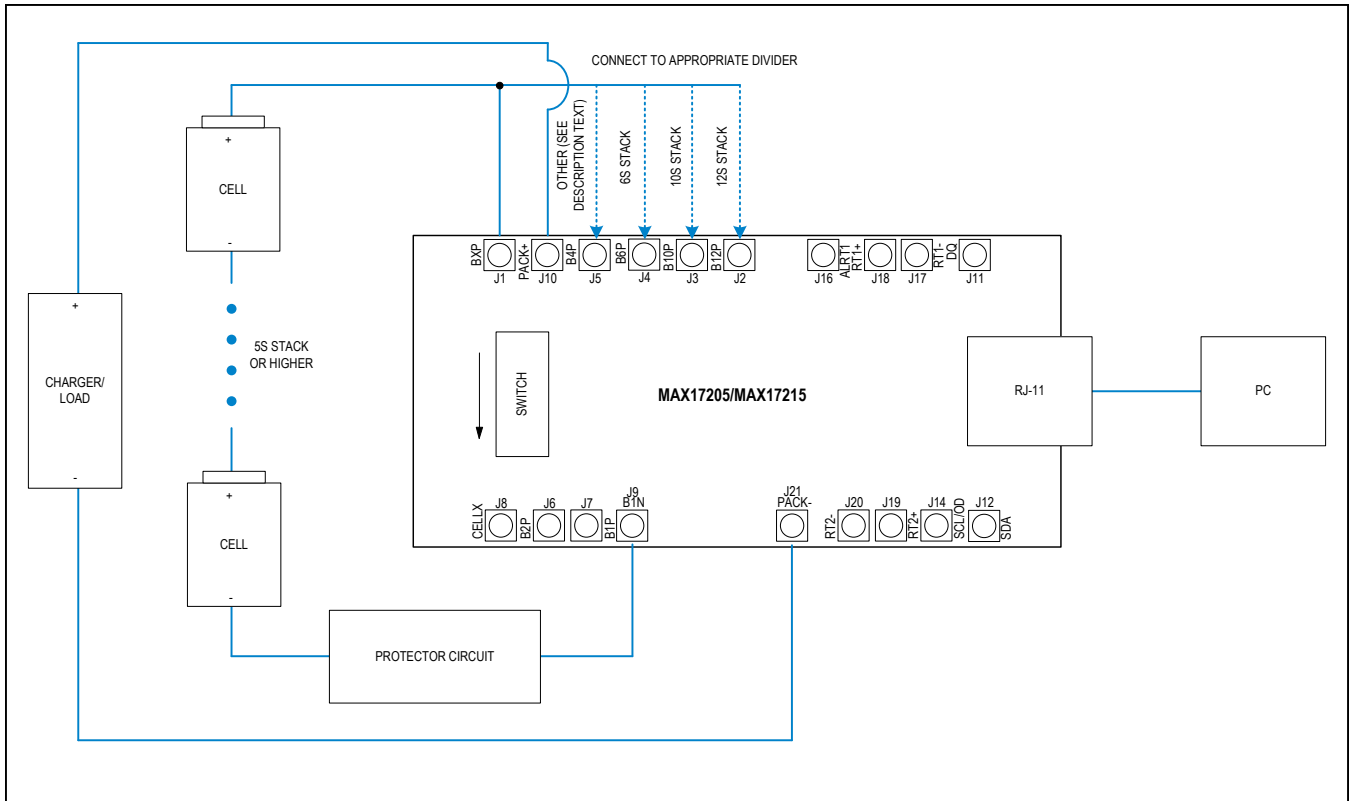 CONNECT TO APPROPRIATE DIVIDER
OTHER (SEE
DESCRIPTION TEXT)
6S STACK
10S STACK
12S STACK
+
CELL
-
BXP
J1
PACK+
J10
B4P
J5
B6P
J4
B10P
J3
B12P
J2
J16
ALRT1
RT1+
J18
J17
RT1-
DQ
J11
+
CHARGER/
LOAD
-
5S STACK
OR HIGHER
SWITCH
MAX17205/MAX17215
RJ-11
PC
+
CELL
-
CELLX
J8
B2P
J6
J7
B1P
J9
B1N
J21
PACK-
RT2-
J20
J19
RT2+
J14
SCL/OD
J12
SDA
PROTECTOR CIRCUIT